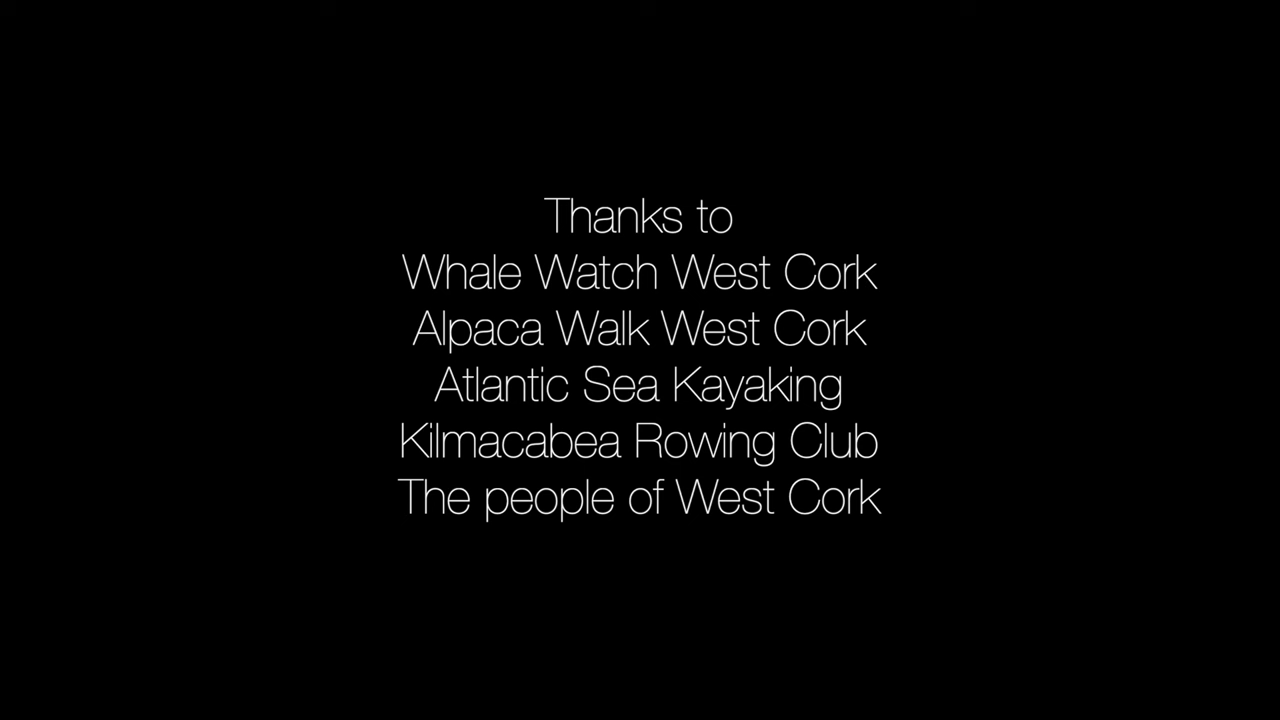 Thanks to
Whale Watch West Cork
Alpaca Walk West Cork
Atlantic Sea Kayaking
Kilmacabea Rowing Club
The people of West Cork